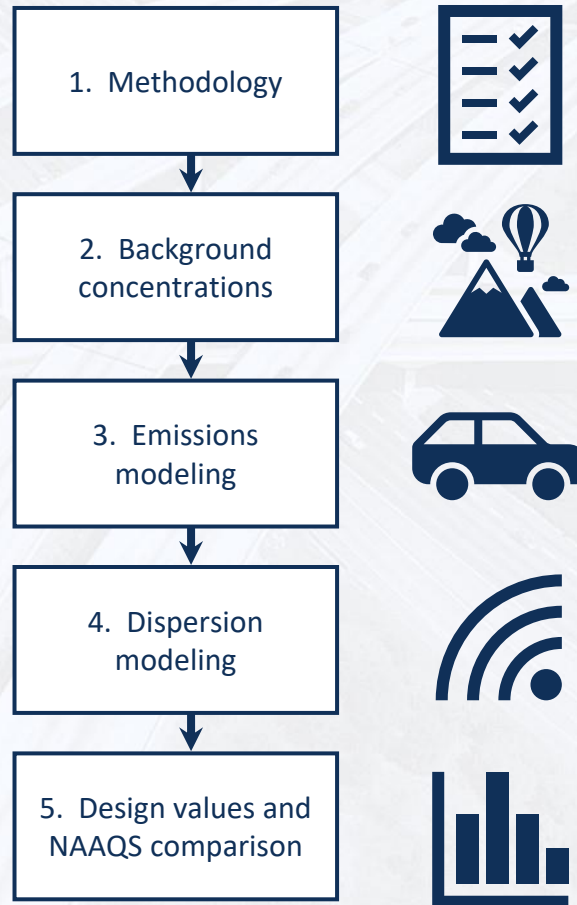 1. Methodology
2. Background
concentrations
3. Emissions
modeling
4. Dispersion
modeling
5. Design values and
NAAQS comparison